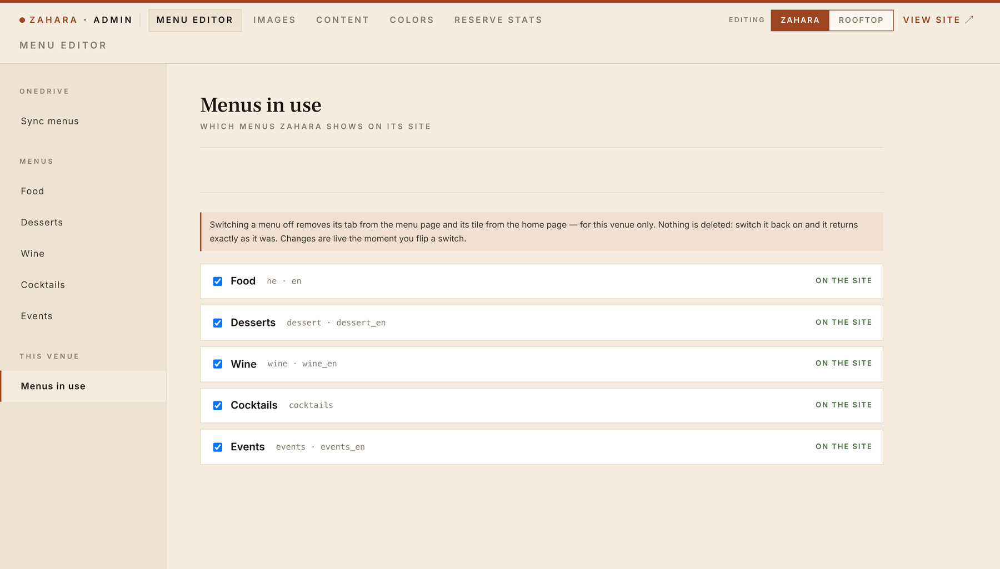 ZAHARA · ADMIN
MENU EDITOR
IMAGES
CONTENT
COLORS
RESERVE STATS
EDITING
ZAHARA
ROOFTOP
VIEW SITE ↗
MENU EDITOR
ONEDRIVE
Sync menus
MENUS
Food
Desserts
Wine
Cocktails
Events
THIS VENUE
Menus in use
Menus in use
WHICH MENUS ZAHARA SHOWS ON ITS SITE
Switching a menu off removes its tab from the menu page and its tile from the home page — for this venue only. Nothing is deleted: switch it back on and it returns
exactly as it was. Changes are live the moment you flip a switch.
Food he · en ON THE SITE
Desserts dessert · dessert_en ON THE SITE
Wine wine · wine_en ON THE SITE
Cocktails cocktails ON THE SITE
Events events · events_en ON THE SITE